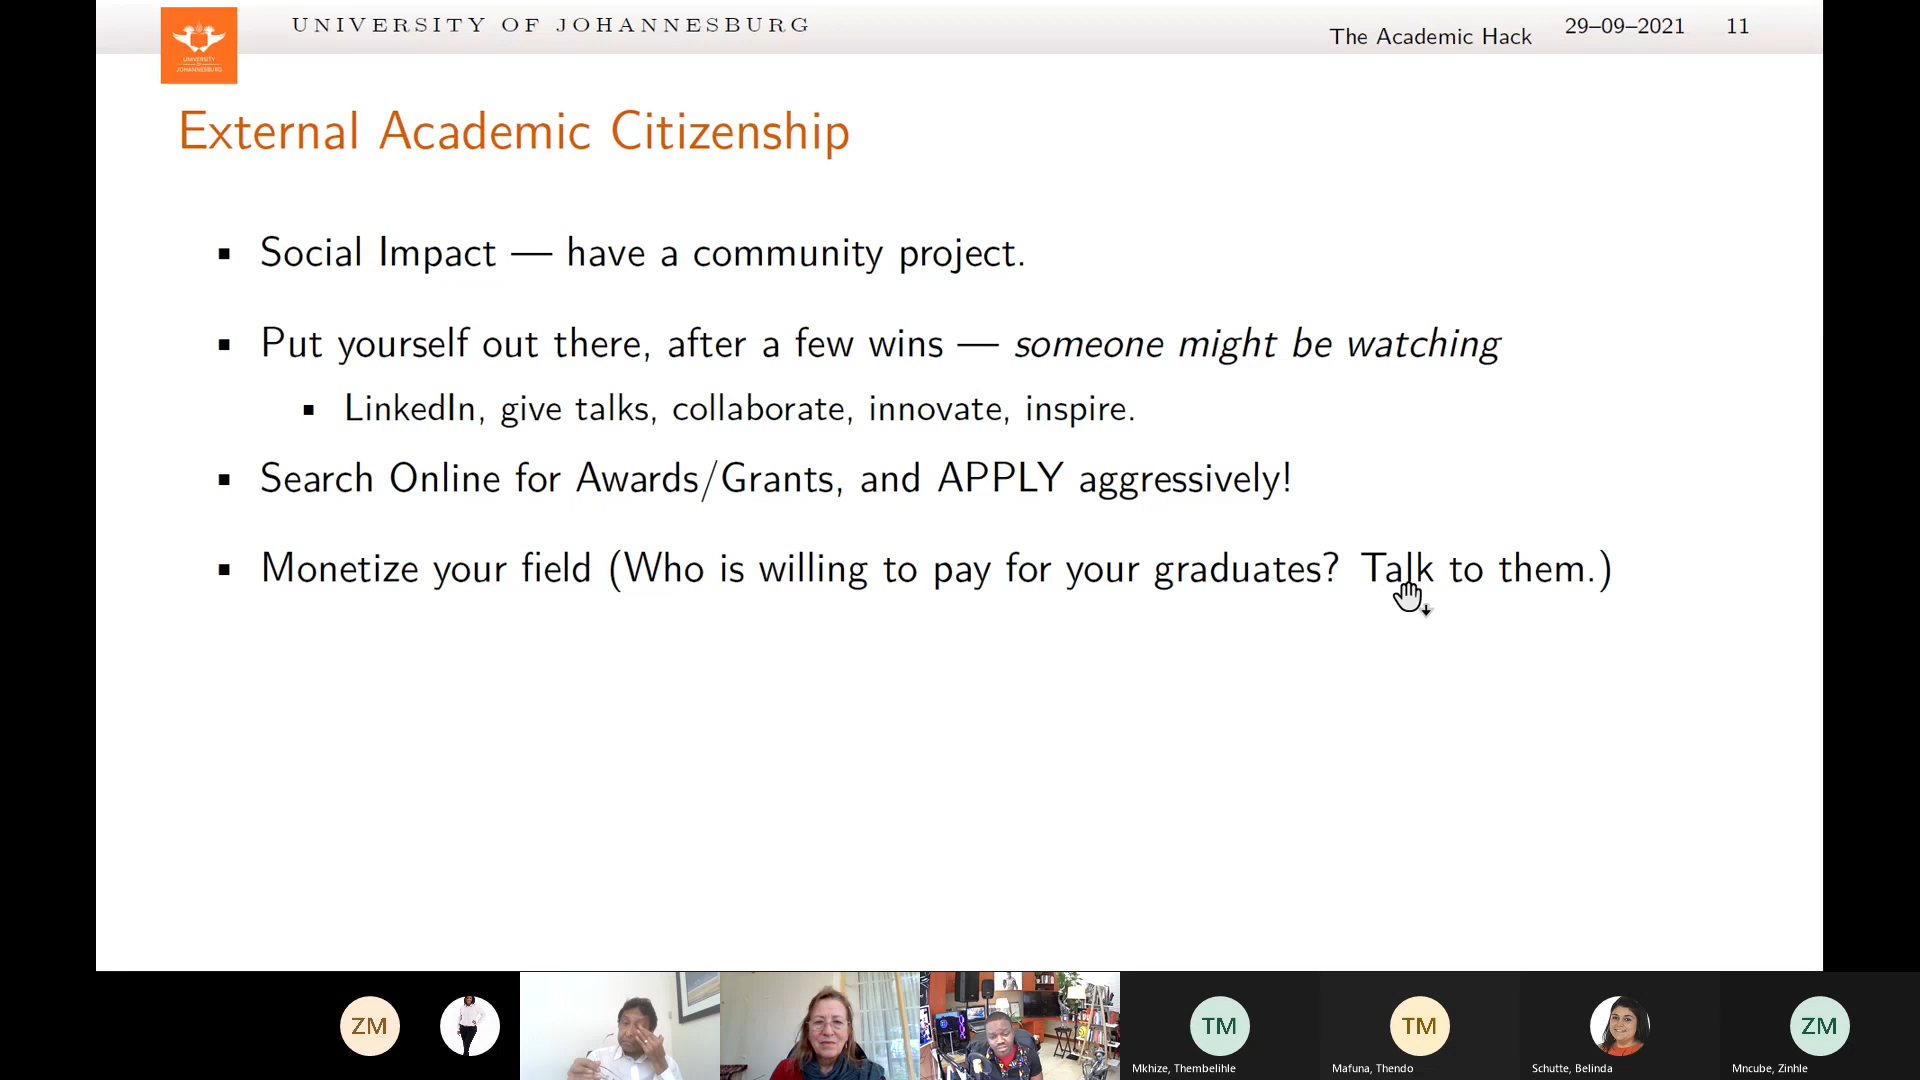 UNIVERSITY OF JOHANNESBURG
The Academic Hack 29–09–2021 11
UNIVERSITY
OF
JOHANNESBURG
External Academic Citizenship
▪ Social Impact — have a community project.
▪ Put yourself out there, after a few wins — someone might be watching
▪ LinkedIn, give talks, collaborate, innovate, inspire.
▪ Search Online for Awards/Grants, and APPLY aggressively!
▪ Monetize your field (Who is willing to pay for your graduates? Talk to them.)
ZM
TM
TM
ZM
Mkhize, Thembelihle
Mafuna, Thendo
Schutte, Belinda
Mncube, Zinhle